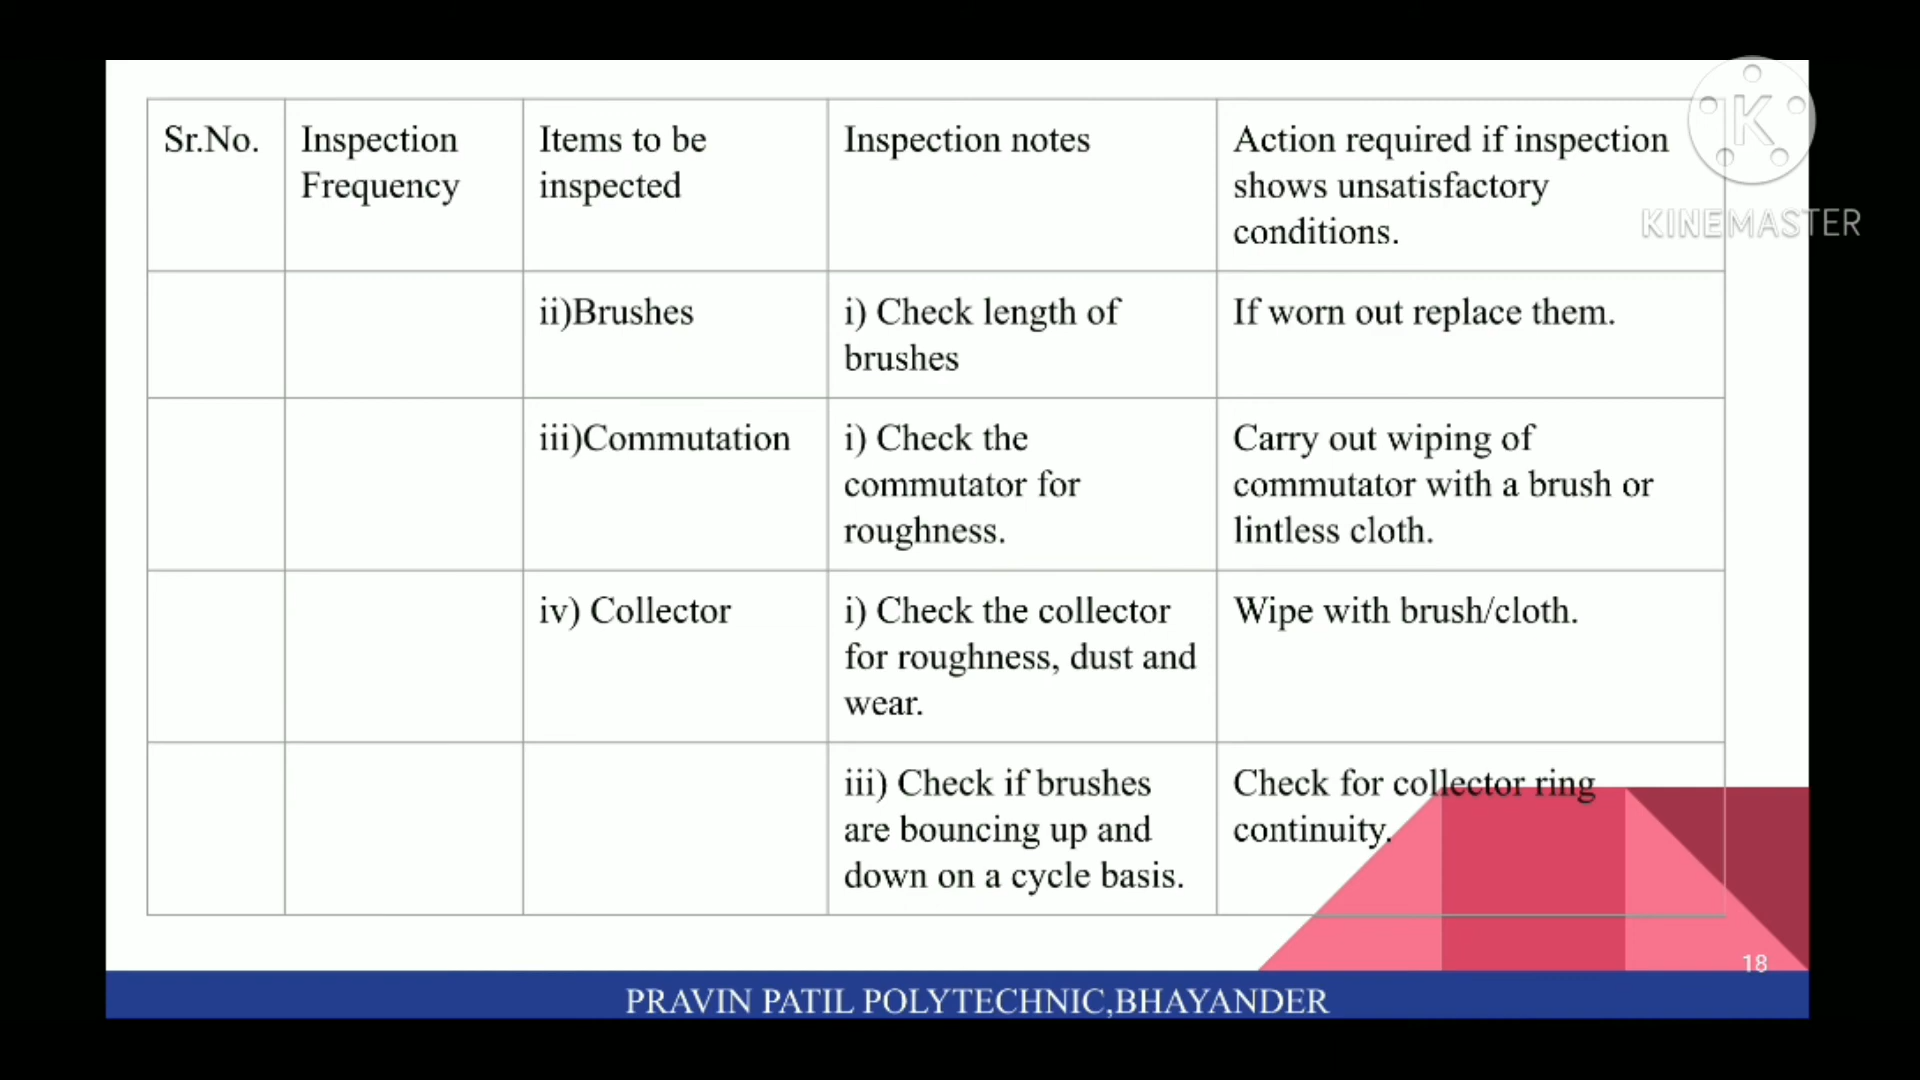 Sr.No.
Inspection
Frequency
Items to be
inspected
Inspection notes
Action required if inspection
shows unsatisfactory
conditions.
ii)Brushes
i) Check length of
brushes
If worn out replace them.
iii)Commutation
i) Check the
commutator for
roughness.
Carry out wiping of
commutator with a brush or
lintless cloth.
iv) Collector
i) Check the collector
for roughness, dust and
wear.
Wipe with brush/cloth.
iii) Check if brushes
are bouncing up and
down on a cycle basis.
Check for collector ring
continuity.
18
PRAVIN PATIL POLYTECHNIC,BHAYANDER
K
KINEMASTER